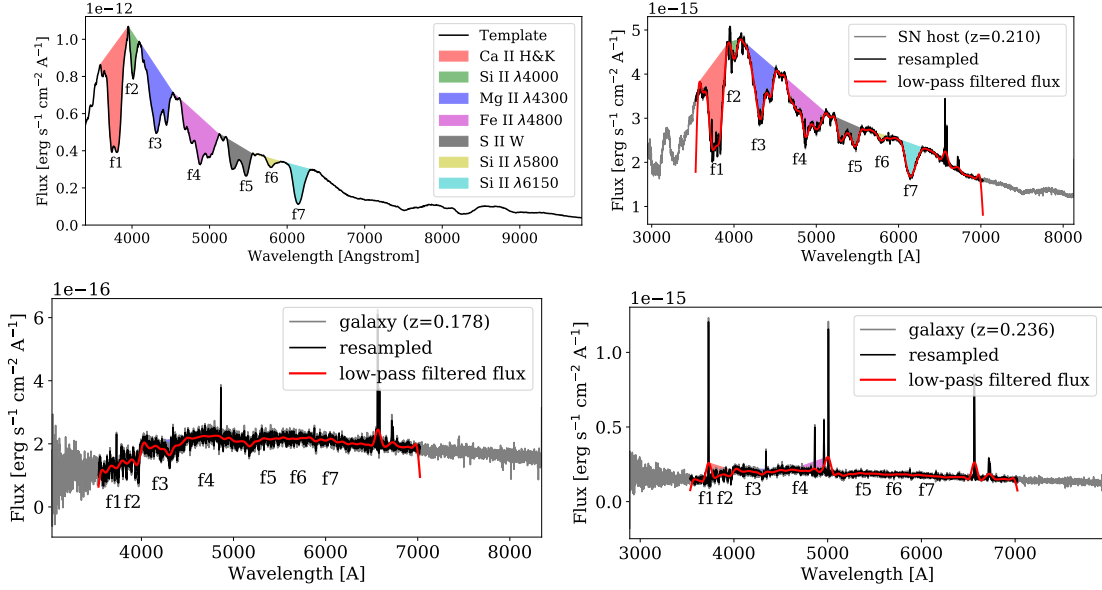 1e−12
Flux [erg s⁻¹ cm⁻² A⁻¹]
1.0
0.8
0.6
0.4
0.2
0.0
4000 5000 6000 7000 8000 9000
Wavelength [Angstrom]
f1
f2
f3
f4
f5
f6
f7
Template
Ca II H&K
Si II λ4000
Mg II λ4300
Fe II λ4800
S II W
Si II λ5800
Si II λ6150
1e−15
Flux [erg s⁻¹ cm⁻² A⁻¹]
5
4
3
2
1
3000 4000 5000 6000 7000 8000
Wavelength [A]
f1
f2
f3
f4
f5
f6
f7
SN host (z=0.210)
resampled
low-pass filtered flux
1e−16
Flux [erg s⁻¹ cm⁻² A⁻¹]
6
4
2
0
4000 5000 6000 7000 8000
Wavelength [A]
f1 f2 f3 f4 f5 f6 f7
galaxy (z=0.178)
resampled
low-pass filtered flux
1e−15
Flux [erg s⁻¹ cm⁻² A⁻¹]
1.0
0.5
0.0
3000 4000 5000 6000 7000
Wavelength [A]
f1 f2 f3 f4 f5 f6 f7
galaxy (z=0.236)
resampled
low-pass filtered flux